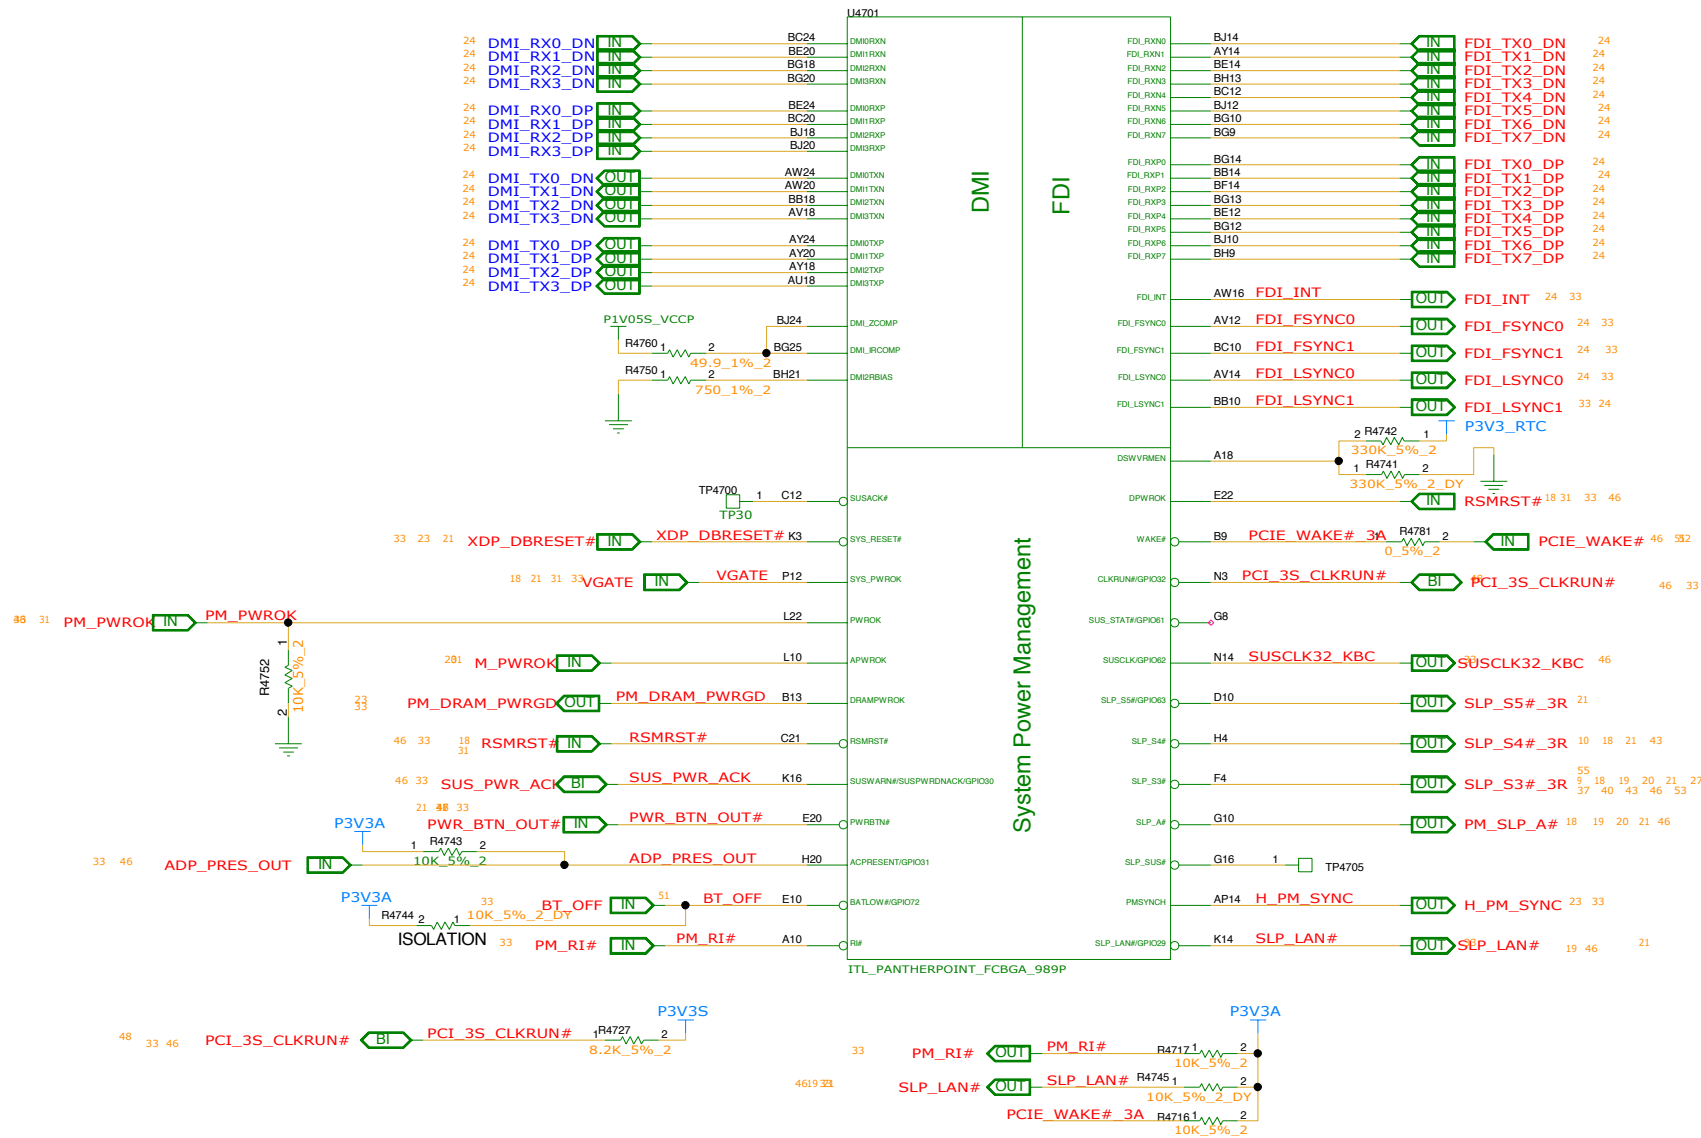 U4701
24 DMI_RX0_DN IN BC24 DMI0RXN FDI_RXN0 BJ14 IN FDI_TX0_DN 24
24 DMI_RX1_DN IN BE20 DMI1RXN FDI_RXN1 AY14 IN FDI_TX1_DN 24
24 DMI_RX2_DN IN BG18 DMI2RXN FDI_RXN2 BE14 IN FDI_TX2_DN 24
24 DMI_RX3_DN IN BG20 DMI3RXN FDI_RXN3 BH13 IN FDI_TX3_DN 24
FDI_RXN4 BC12 IN FDI_TX4_DN 24
24 DMI_RX0_DP IN BE24 DMI0RXP FDI_RXN5 BJ12 IN FDI_TX5_DN 24
24 DMI_RX1_DP IN BC20 DMI1RXP FDI_RXN6 BG10 IN FDI_TX6_DN 24
24 DMI_RX2_DP IN BJ18 DMI2RXP FDI_RXN7 BG9 IN FDI_TX7_DN 24
24 DMI_RX3_DP IN BJ20 DMI3RXP
FDI_RXP0 BG14 IN FDI_TX0_DP 24
24 DMI_TX0_DN OUT AW24 DMI0TXN FDI_RXP1 BB14 IN FDI_TX1_DP 24
24 DMI_TX1_DN OUT AW20 DMI1TXN FDI_RXP2 BF14 IN FDI_TX2_DP 24
24 DMI_TX2_DN OUT BB18 DMI2TXN FDI_RXP3 BG13 IN FDI_TX3_DP 24
24 DMI_TX3_DN OUT AV18 DMI3TXN FDI_RXP4 BE12 IN FDI_TX4_DP 24
FDI_RXP5 BG12 IN FDI_TX5_DP 24
24 DMI_TX0_DP OUT AY24 DMI0TXP FDI_RXP6 BJ10 IN FDI_TX6_DP 24
24 DMI_TX1_DP OUT AY20 DMI1TXP FDI_RXP7 BH9 IN FDI_TX7_DP 24
24 DMI_TX2_DP OUT AY18 DMI2TXP
24 DMI_TX3_DP OUT AU18 DMI3TXP
DMI
FDI
FDI_INT AW16 FDI_INT OUT FDI_INT 24 33
P1V05S_VCCP BJ24 DMI_ZCOMP FDI_FSYNC0 AV12 FDI_FSYNC0 OUT FDI_FSYNC0 24 33
R4760 1 2 BG25 DMI_IRCOMP FDI_FSYNC1 BC10 FDI_FSYNC1 OUT FDI_FSYNC1 24 33
49.9_1%_2
R4750 1 2 BH21 DMI2RBIAS FDI_LSYNC0 AV14 FDI_LSYNC0 OUT FDI_LSYNC0 24 33
750_1%_2
FDI_LSYNC1 BB10 FDI_LSYNC1 OUT FDI_LSYNC1 33 24
P3V3_RTC
2 R4742 1
330K_5%_2
DSWVRMEN A18
1 R4741 2
330K_5%_2_DY
TP4700 1 C12 SUSACK# DPWROK E22 IN RSMRST# 18 31 33 46
TP30
33 23 21 XDP_DBRESET# IN XDP_DBRESET# K3 SYS_RESET# WAKE# B9 PCIE_WAKE#_3A 1 R4781 2 IN PCIE_WAKE# 46
0_5%_2
18 21 31 33 VGATE IN VGATE P12 SYS_PWROK CLKRUN#/GPIO32 N3 PCI_3S_CLKRUN# BI PCI_3S_CLKRUN# 46 33
31 PM_PWROK IN PM_PWROK L22 PWROK SUS_STAT#/GPIO61 G8
1 R4752 2 10K_5%_2
M_PWROK IN L10 APWROK SUSCLK/GPIO62 N14 SUSCLK32_KBC OUT SUSCLK32_KBC 46
23 33 PM_DRAM_PWRGD OUT PM_DRAM_PWRGD B13 DRAMPWROK SLP_S5#/GPIO63 D10 OUT SLP_S5#_3R 21
46 33 18 31 RSMRST# IN RSMRST# C21 RSMRST# SLP_S4# H4 OUT SLP_S4#_3R 10 18 21 43
46 33 SUS_PWR_ACK BI SUS_PWR_ACK K16 SUSWARN#/SUSPWRDNACK/GPIO30 SLP_S3# F4 OUT SLP_S3#_3R 55 9 18 19 20 21 27 37 40 43 46 53
21 33 PWR_BTN_OUT# IN PWR_BTN_OUT# E20 PWRBTN# SLP_A# G10 OUT PM_SLP_A# 18 19 20 21 46
P3V3A
1 R4743 2
10K_5%_2
33 46 ADP_PRES_OUT IN ADP_PRES_OUT H20 ACPRESENT/GPIO31 SLP_SUS# G16 1 TP4705
P3V3A
33 BT_OFF IN 51 BT_OFF E10 BATLOW#/GPIO72 PMSYNCH AP14 H_PM_SYNC OUT H_PM_SYNC 23 33
R4744 2 1 10K_5%_2_DY
ISOLATION
33 PM_RI# IN PM_RI# A10 RI# SLP_LAN#/GPIO29 K14 SLP_LAN# OUT SLP_LAN# 19 46 21
System Power Management
ITL_PANTHERPOINT_FCBGA_989P
P3V3S
48 33 46 PCI_3S_CLKRUN# BI PCI_3S_CLKRUN# 1 R4727 2
8.2K_5%_2
P3V3A
33 PM_RI# OUT PM_RI# R4717 1 2
10K_5%_2
SLP_LAN# OUT SLP_LAN# R4745 1 2
10K_5%_2_DY
PCIE_WAKE#_3A R4716 1 2
10K_5%_2